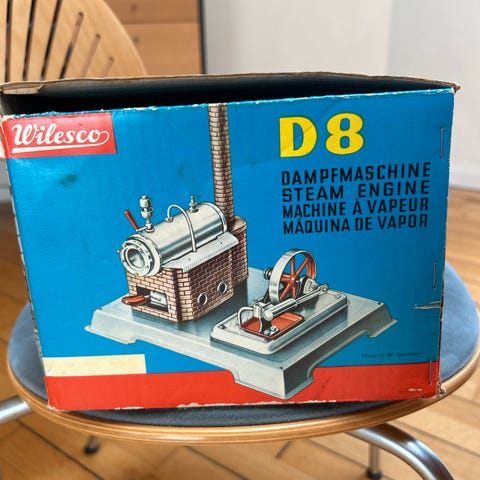 Wilesco
D8
DAMPFMASCHINE
STEAM ENGINE
MACHINE À VAPEUR
MÁQUINA DE VAPOR
Made in W.-Germany